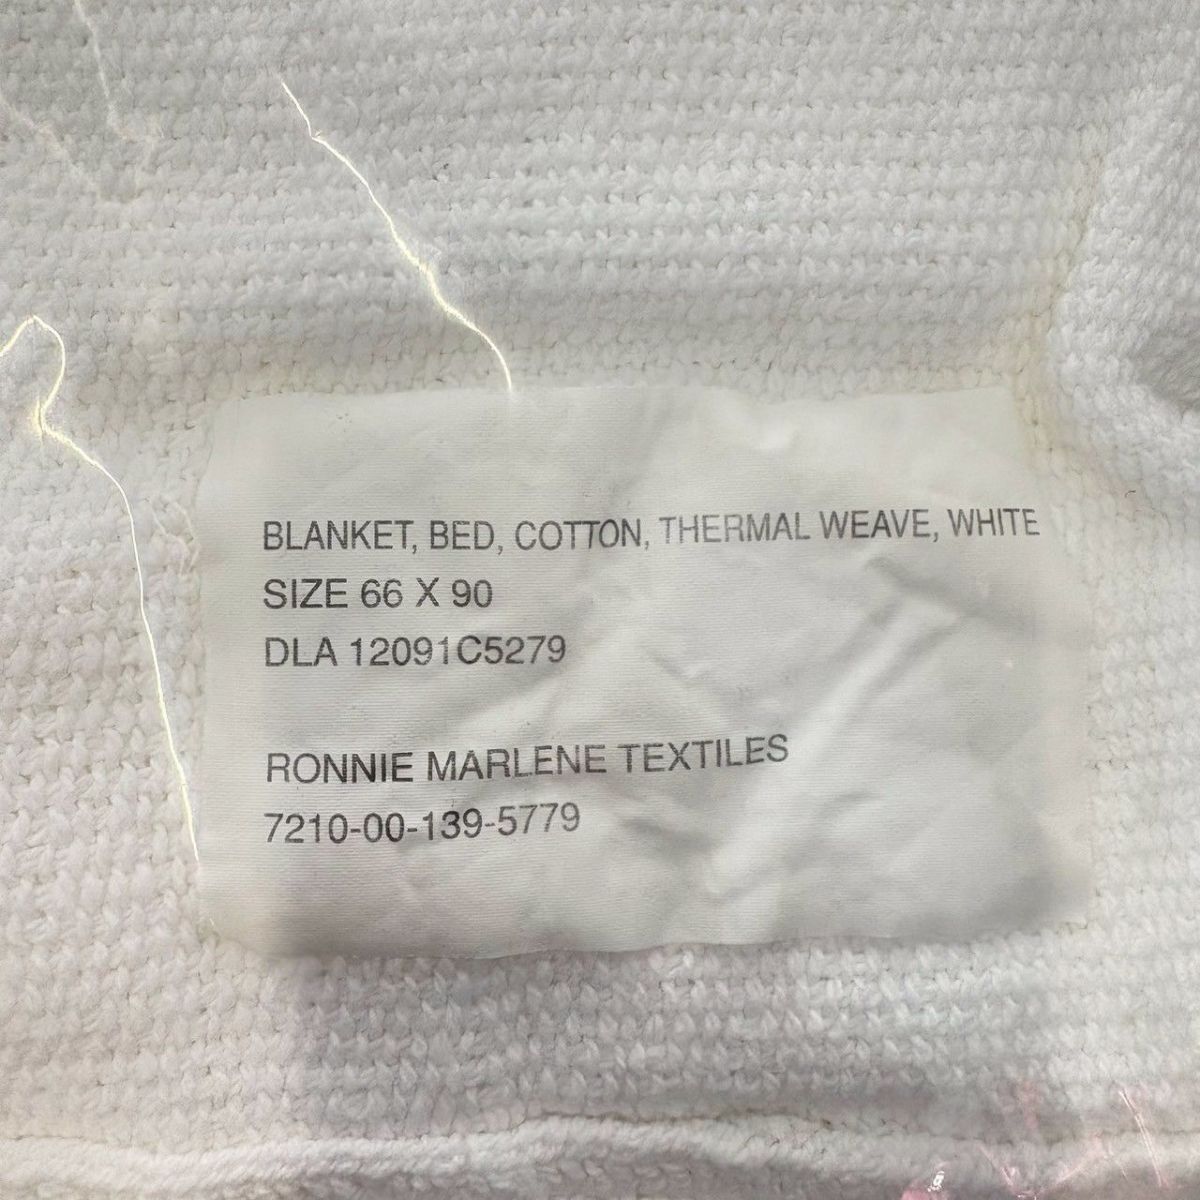 BLANKET, BED, COTTON, THERMAL WEAVE, WHITE
SIZE 66 X 90
DLA 12091C5279
RONNIE MARLENE TEXTILES
7210-00-139-5779